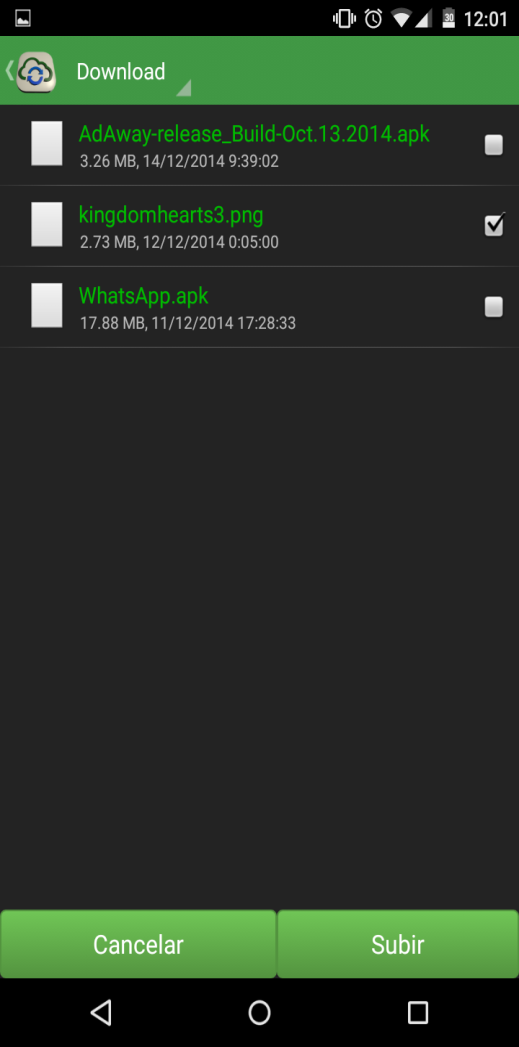 30 12:01
Download
AdAway-release_Build-Oct.13.2014.apk
3.26 MB, 14/12/2014 9:39:02
kingdomhearts3.png
2.73 MB, 12/12/2014 0:05:00
WhatsApp.apk
17.88 MB, 11/12/2014 17:28:33
Cancelar Subir